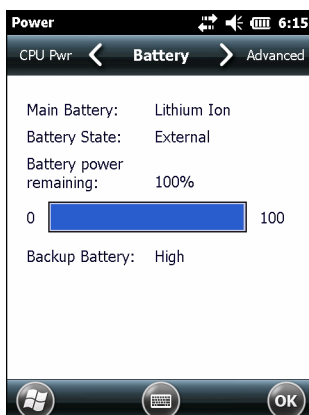 Power 6:15
CPU Pwr Battery Advanced
Main Battery: Lithium Ion
Battery State: External
Battery power
remaining: 100%
0 100
Backup Battery: High
OK